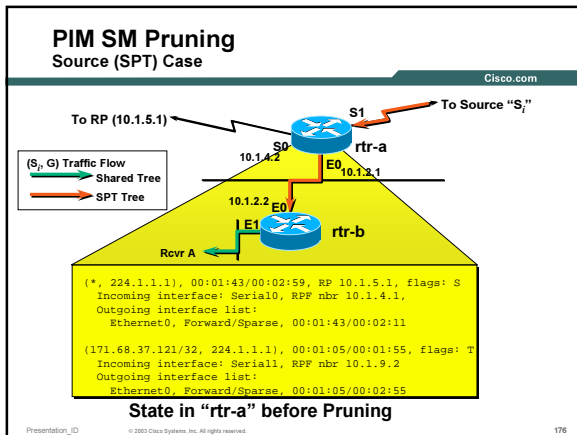 PIM SM Pruning
Source (SPT) Case
Cisco.com
To RP (10.1.5.1)
S1
To Source “Si”
S0
rtr-a
10.1.4.2
E0
10.1.2.1
(Si, G) Traffic Flow
Shared Tree
SPT Tree
10.1.2.2
E0
E1
rtr-b
Rcvr A
(*, 224.1.1.1), 00:01:43/00:02:59, RP 10.1.5.1, flags: S
Incoming interface: Serial0, RPF nbr 10.1.4.1,
Outgoing interface list:
Ethernet0, Forward/Sparse, 00:01:43/00:02:11
(171.68.37.121/32, 224.1.1.1), 00:01:05/00:01:55, flags: T
Incoming interface: Serial1, RPF nbr 10.1.9.2
Outgoing interface list:
Ethernet0, Forward/Sparse, 00:01:05/00:02:55
State in “rtr-a” before Pruning
Presentation_ID
© 2003 Cisco Systems, Inc. All rights reserved.
176